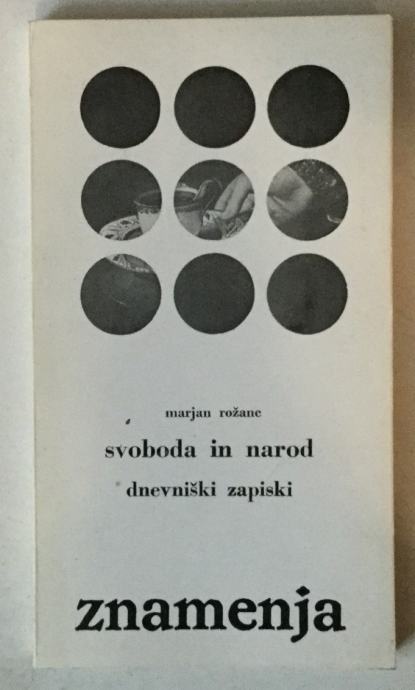 marjan rožanc
svoboda in narod
dnevniški zapiski
znamenja